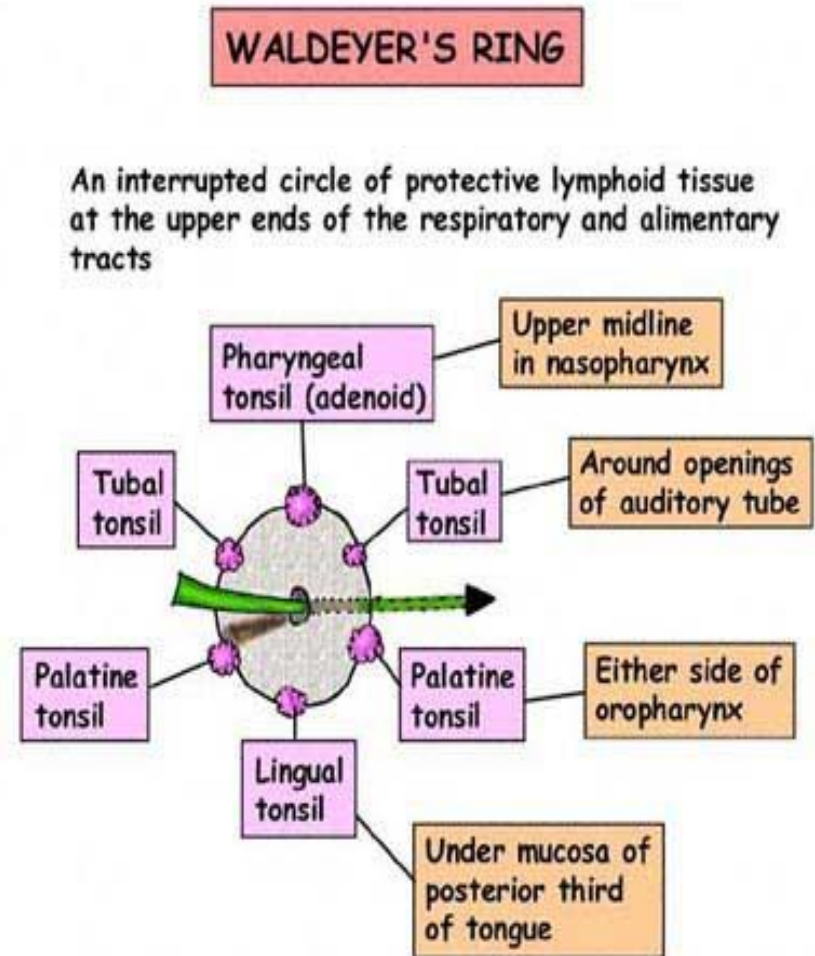 WALDEYER'S RING
An interrupted circle of protective lymphoid tissue
at the upper ends of the respiratory and alimentary
tracts
Upper midline
in nasopharynx
Pharyngeal
tonsil (adenoid)
Tubal
tonsil
Tubal
tonsil
Around openings
of auditory tube
Palatine
tonsil
Palatine
tonsil
Either side of
oropharynx
Lingual
tonsil
Under mucosa of
posterior third
of tongue